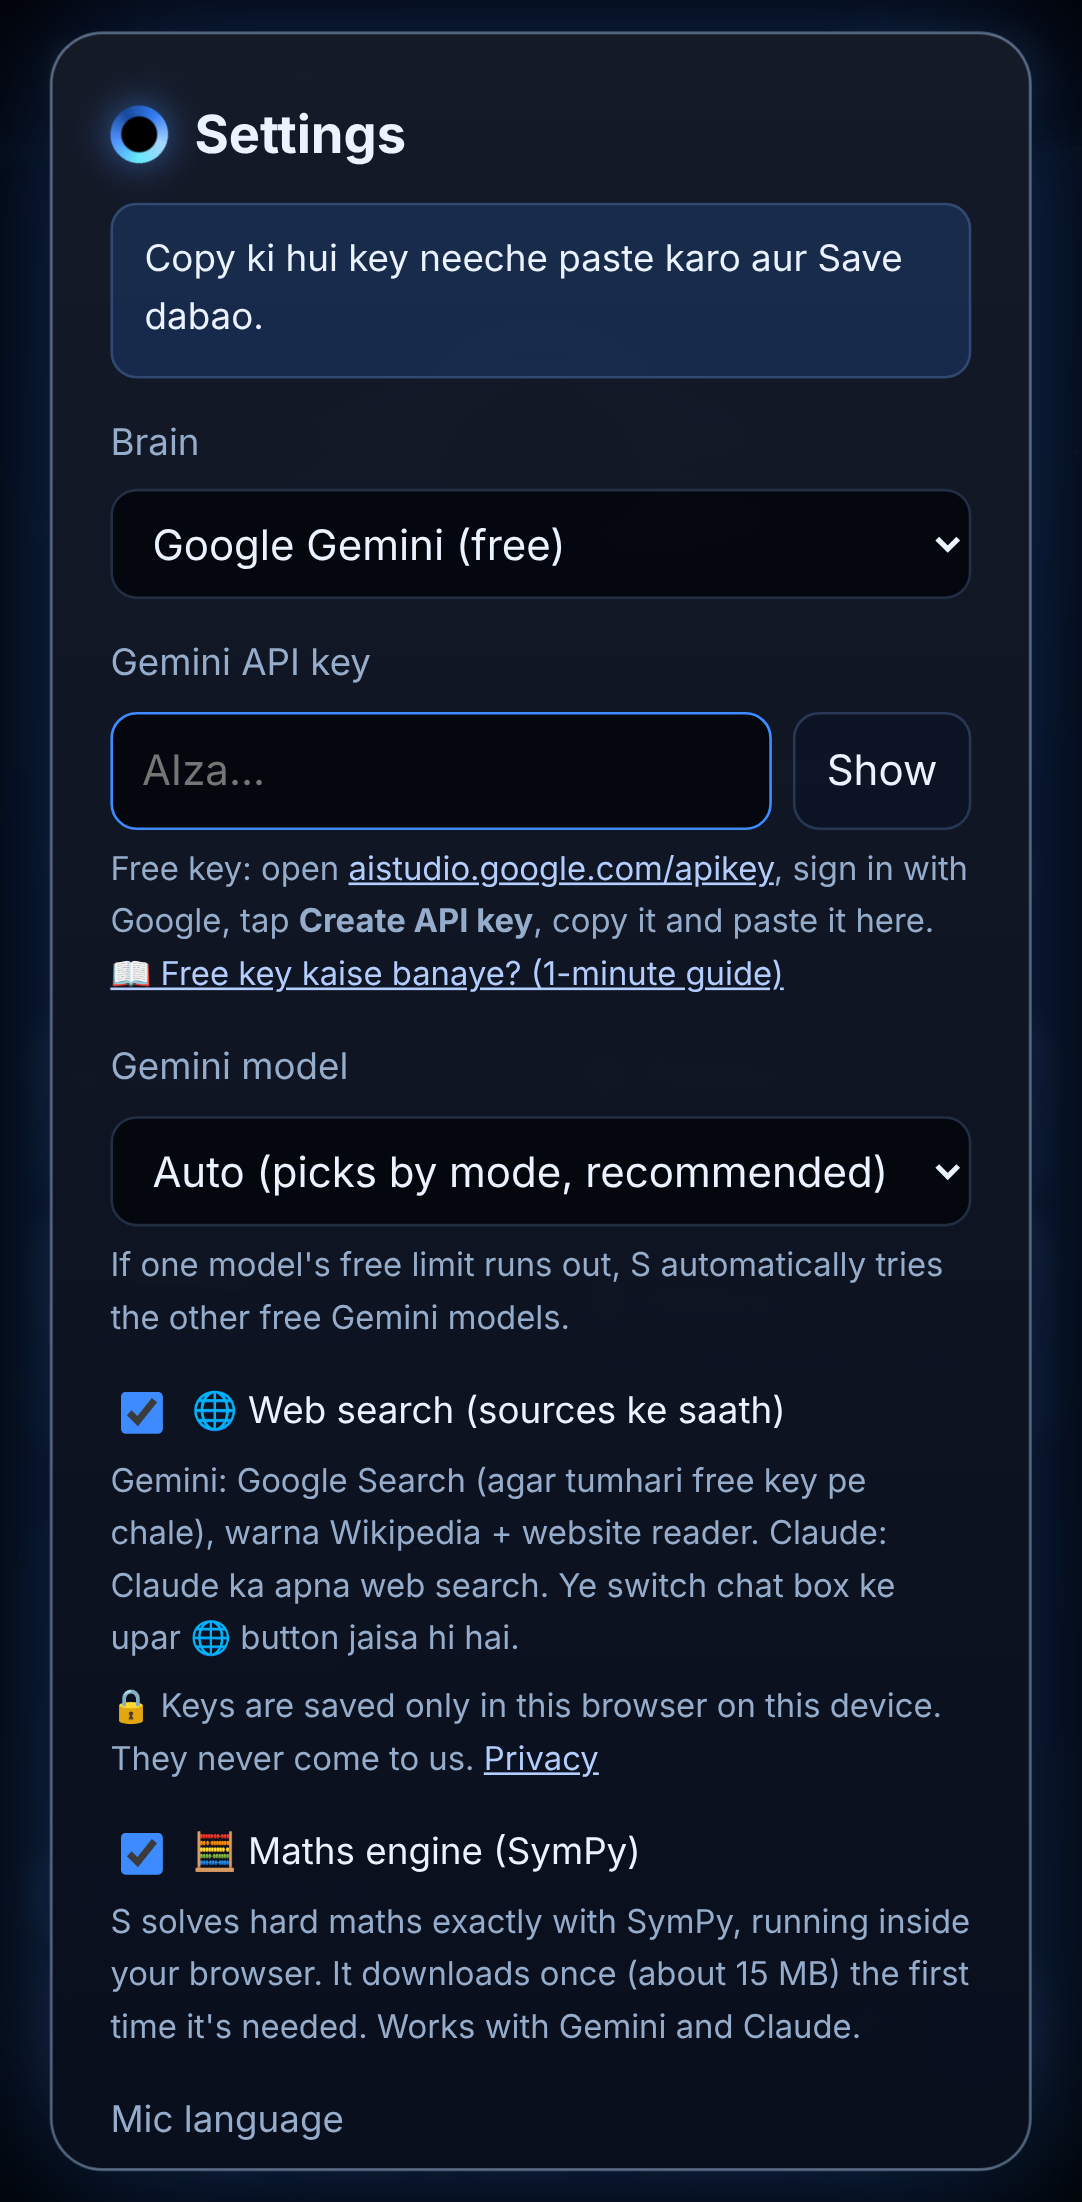 Settings
Copy ki hui key neeche paste karo aur Save
dabao.
Brain
Google Gemini (free)
Gemini API key
AIza...
Show
Free key: open aistudio.google.com/apikey, sign in with
Google, tap Create API key, copy it and paste it here.
📖 Free key kaise banaye? (1-minute guide)
Gemini model
Auto (picks by mode, recommended)
If one model's free limit runs out, S automatically tries
the other free Gemini models.
🌐 Web search (sources ke saath)
Gemini: Google Search (agar tumhari free key pe
chale), warna Wikipedia + website reader. Claude:
Claude ka apna web search. Ye switch chat box ke
upar 🌐 button jaisa hi hai.
🔒 Keys are saved only in this browser on this device.
They never come to us. Privacy
🧮 Maths engine (SymPy)
S solves hard maths exactly with SymPy, running inside
your browser. It downloads once (about 15 MB) the first
time it's needed. Works with Gemini and Claude.
Mic language